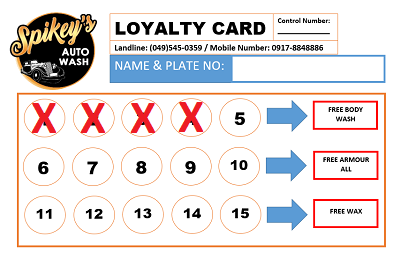 Spikey's
AUTO
WASH
LOYALTY CARD
Control Number:
Landline: (049)545-0359 / Mobile Number: 0917-8848886
NAME & PLATE NO:
X X X X 5
FREE BODY
WASH
6 7 8 9 10
FREE ARMOUR
ALL
11 12 13 14 15
FREE WAX